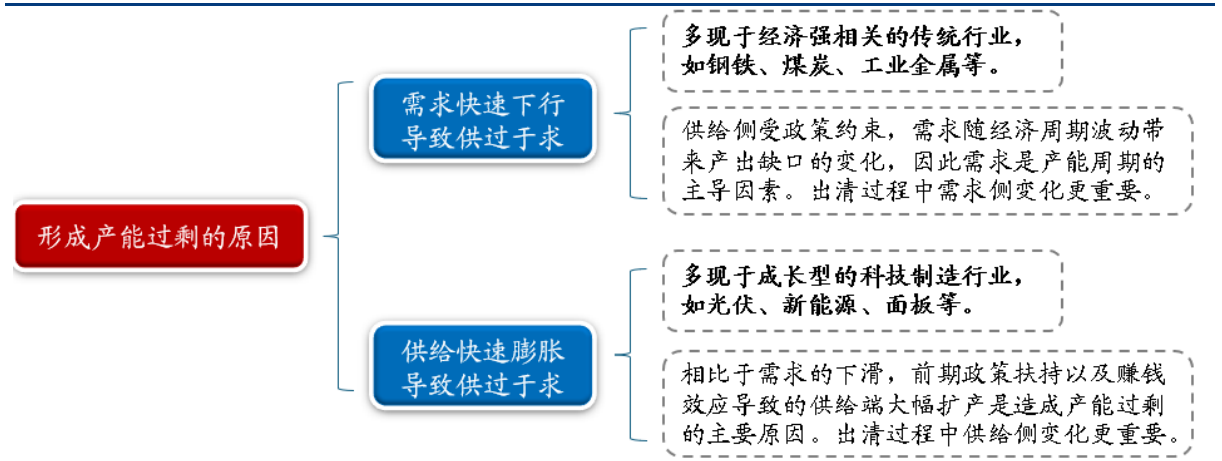 形成产能过剩的原因
需求快速下行
导致供过于求
多现于经济强相关的传统行业，
如钢铁、煤炭、工业金属等。
供给侧受政策约束，需求随经济周期波动带
来产出缺口的变化，因此需求是产能周期的
主导因素。出清过程中需求侧变化更重要。
供给快速膨胀
导致供过于求
多现于成长型的科技制造行业，
如光伏、新能源、面板等。
相比于需求的下滑，前期政策扶持以及赚钱
效应导致的供给端大幅扩产是造成产能过剩
的主要原因。出清过程中供给侧变化更重要。